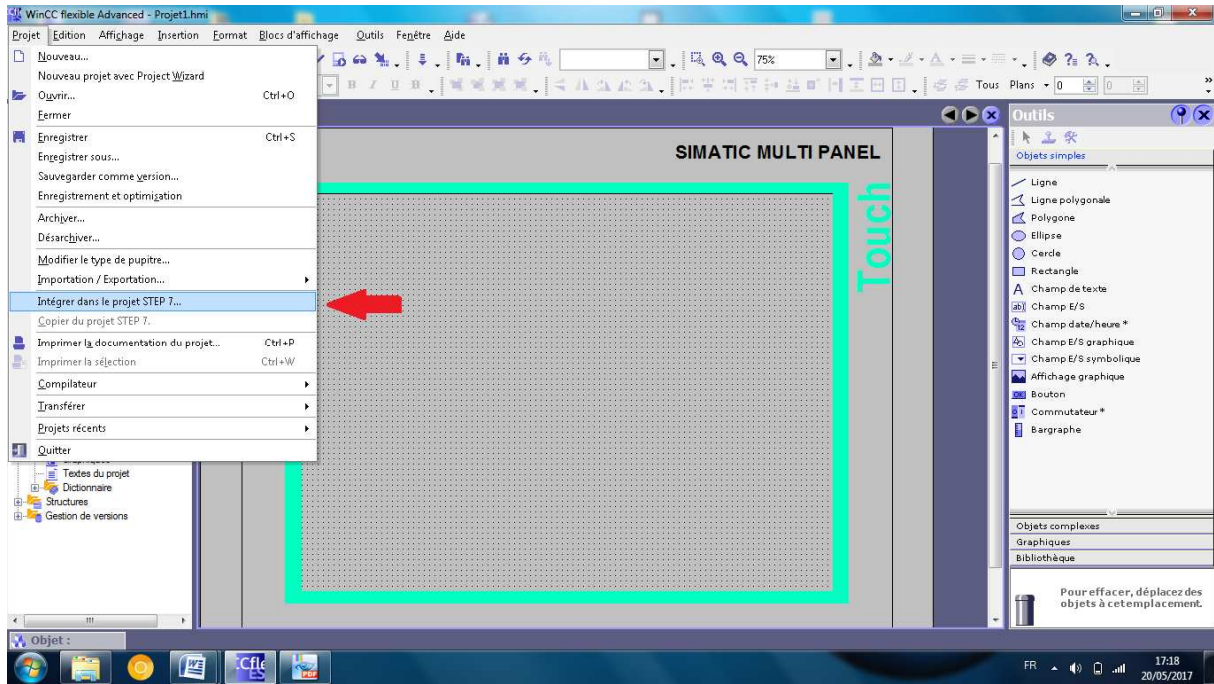 WinCC flexible Advanced - Projet1.hmi
Projet Edition Affichage Insertion Format Blocs d'affichage Outils Fenêtre Aide
Nouveau...
Nouveau projet avec Project Wizard
Ouvrir... Ctrl+O
Fermer
Enregistrer Ctrl+S
Enregistrer sous...
Sauvegarder comme version...
Enregistrement et optimisation
Archiver...
Désarchiver...
Modifier le type de pupitre...
Importation / Exportation...
Intégrer dans le projet STEP 7...
Copier du projet STEP 7.
Imprimer la documentation du projet... Ctrl+P
Imprimer la sélection Ctrl+W
Compilateur
Transférer
Projets récents
Quitter
Textes du projet
Dictionnaire
Structures
Gestion de versions
75%
B I U B
Tous Plans 0 0
SIMATIC MULTI PANEL
Touch
Outils
Objets simples
Ligne
Ligne polygonale
Polygone
Ellipse
Cercle
Rectangle
A Champ de texte
Champ E/S
Champ date/heure *
Champ E/S graphique
Champ E/S symbolique
Affichage graphique
Bouton
Commutateur *
Bargraphe
Objets complexes
Graphiques
Bibliothèque
Pour effacer, déplacez des
objets à cet emplacement.
Objet :
FR 17:18
20/05/2017